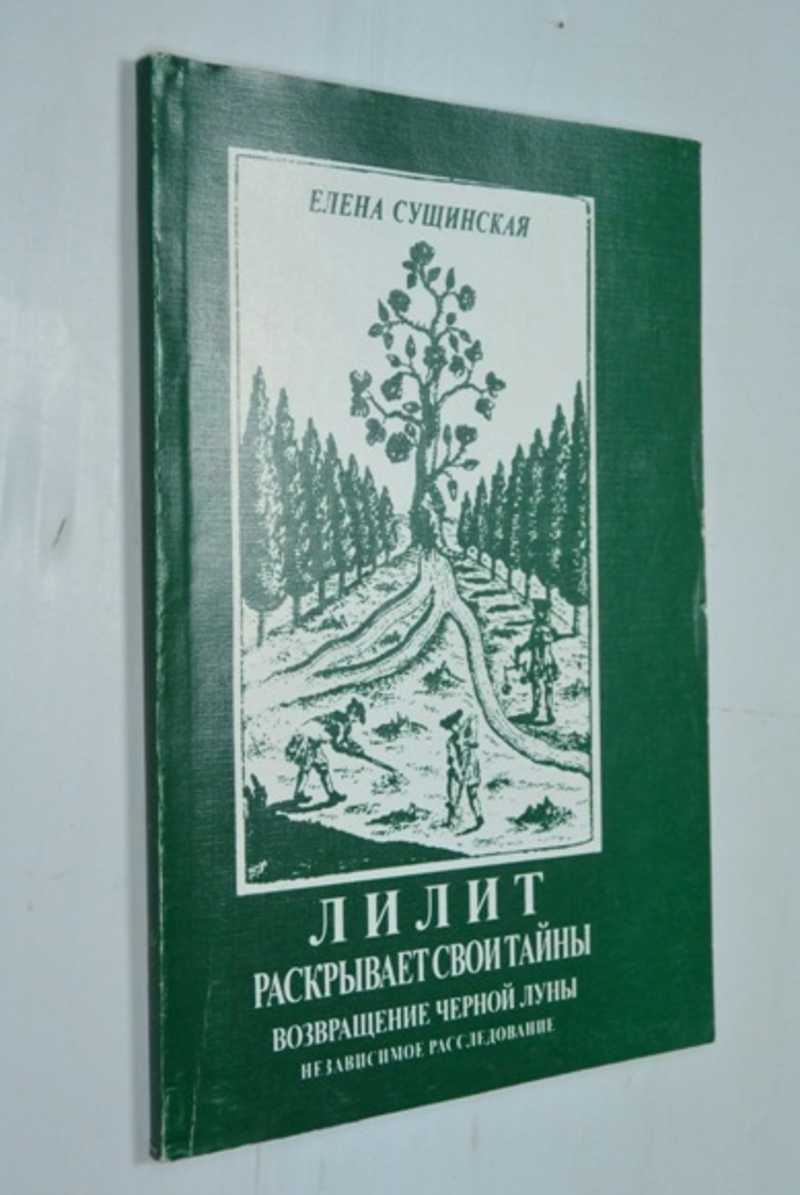 ЕЛЕНА СУЩИНСКАЯ
ЛИЛИТ
РАСКРЫВАЕТ СВОИ ТАЙНЫ
ВОЗВРАЩЕНИЕ ЧЕРНОЙ ЛУНЫ
НЕЗАВИСИМОЕ РАССЛЕДОВАНИЕ